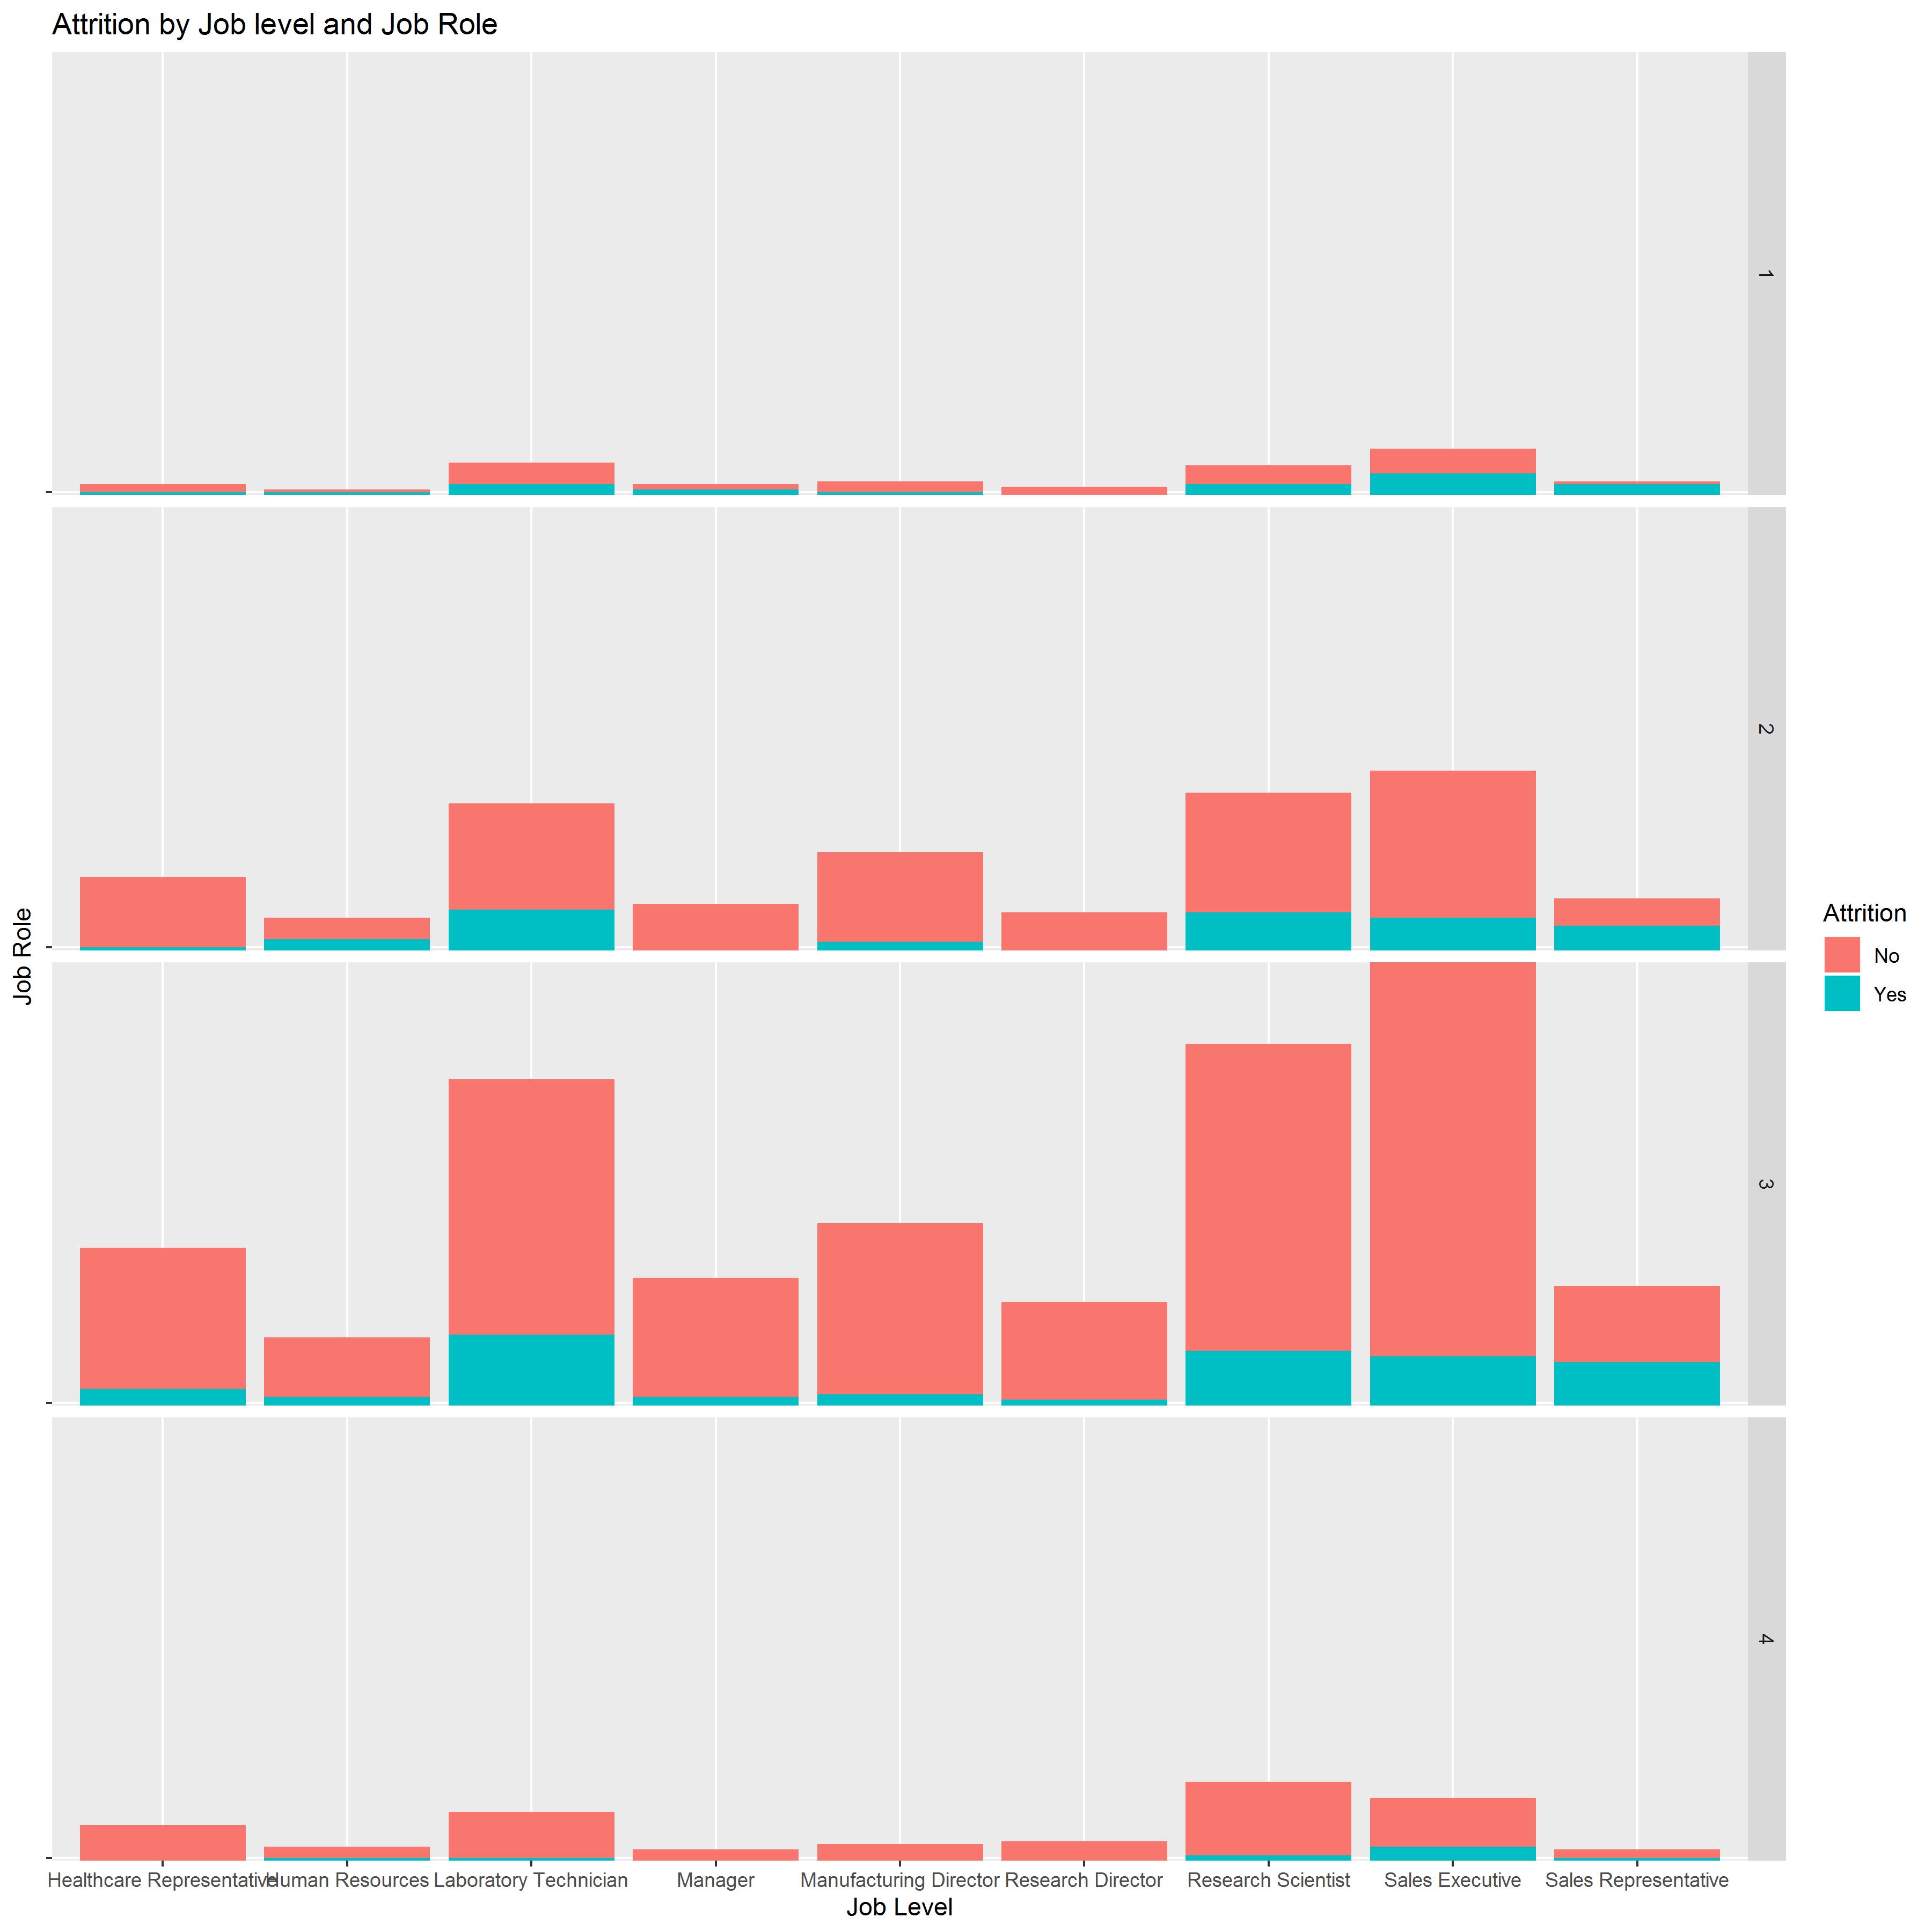 Attrition by Job level and Job Role
1
2
3
4
Job Role
Healthcare Representative Human Resources Laboratory Technician Manager Manufacturing Director Research Director Research Scientist Sales Executive Sales Representative
Job Level
Attrition
No
Yes